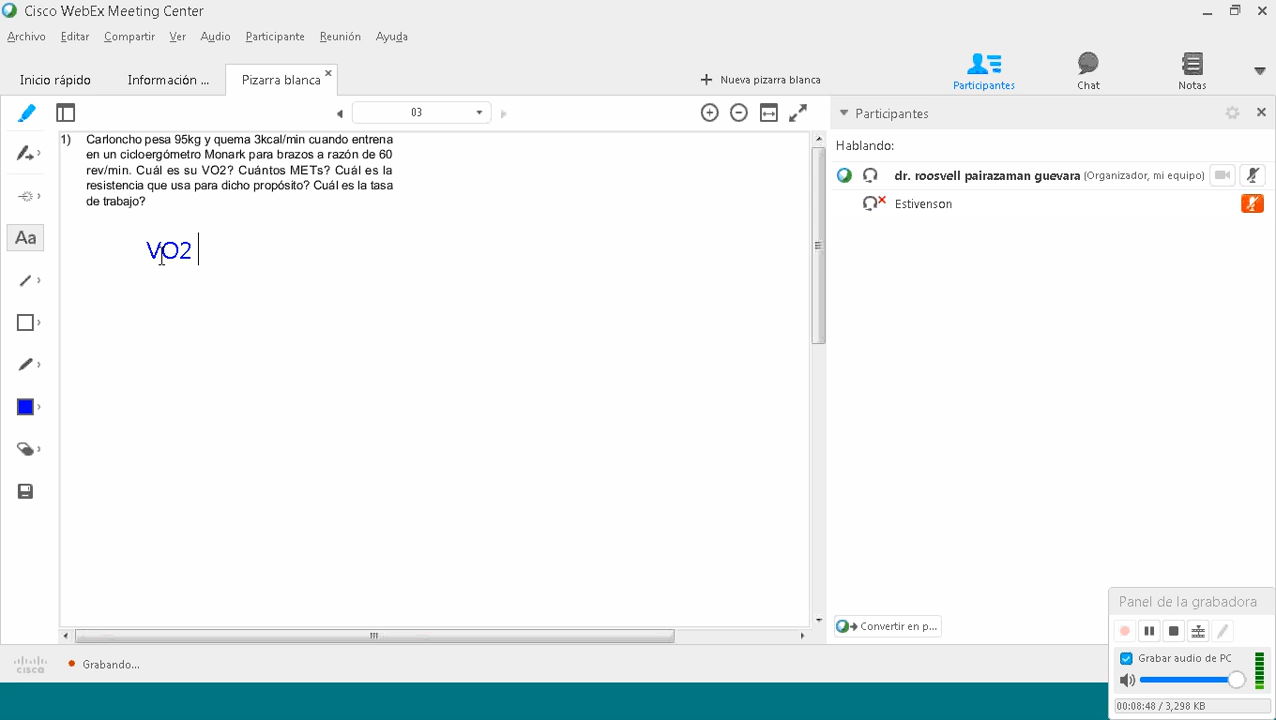 Cisco WebEx Meeting Center
Archivo Editar Compartir Ver Audio Participante Reunión Ayuda
Inicio rápido Información ... Pizarra blanca Nueva pizarra blanca
Participantes Chat Notas
03
Participantes
Hablando:
dr. roosvell pairazaman guevara (Organizador, mi equipo)
Estivenson
1) Carloncho pesa 95kg y quema 3kcal/min cuando entrena
en un cicloergómetro Monark para brazos a razón de 60
rev/min. Cuál es su VO2? Cuántos METs? Cuál es la
resistencia que usa para dicho propósito? Cuál es la tasa
de trabajo?
Aa
VO2
Convertir en p...
Panel de la grabadora
Grabar audio de PC
00:08:48 / 3,298 KB
cisco
Grabando...